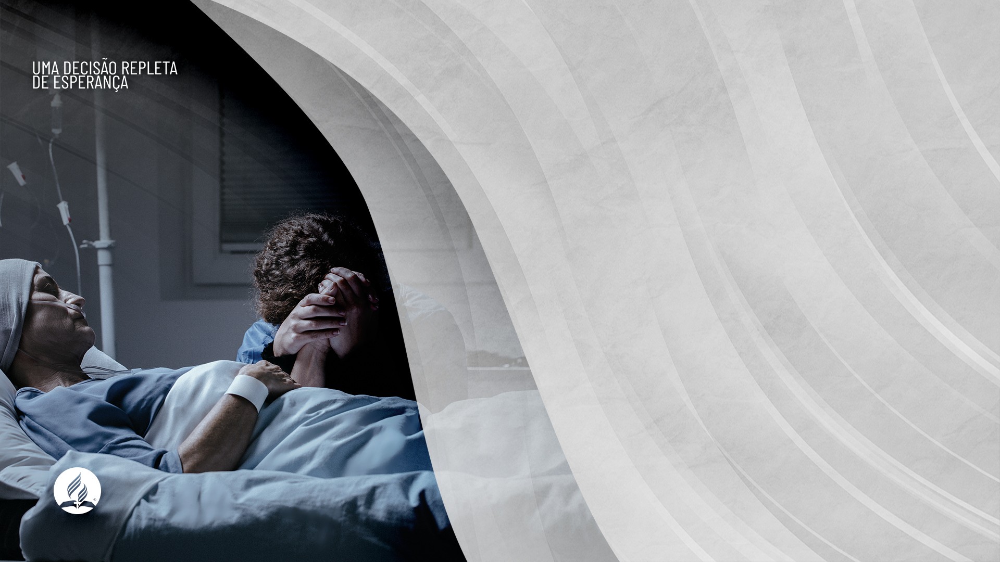 UMA DECISÃO REPLETA
DE ESPERANÇA